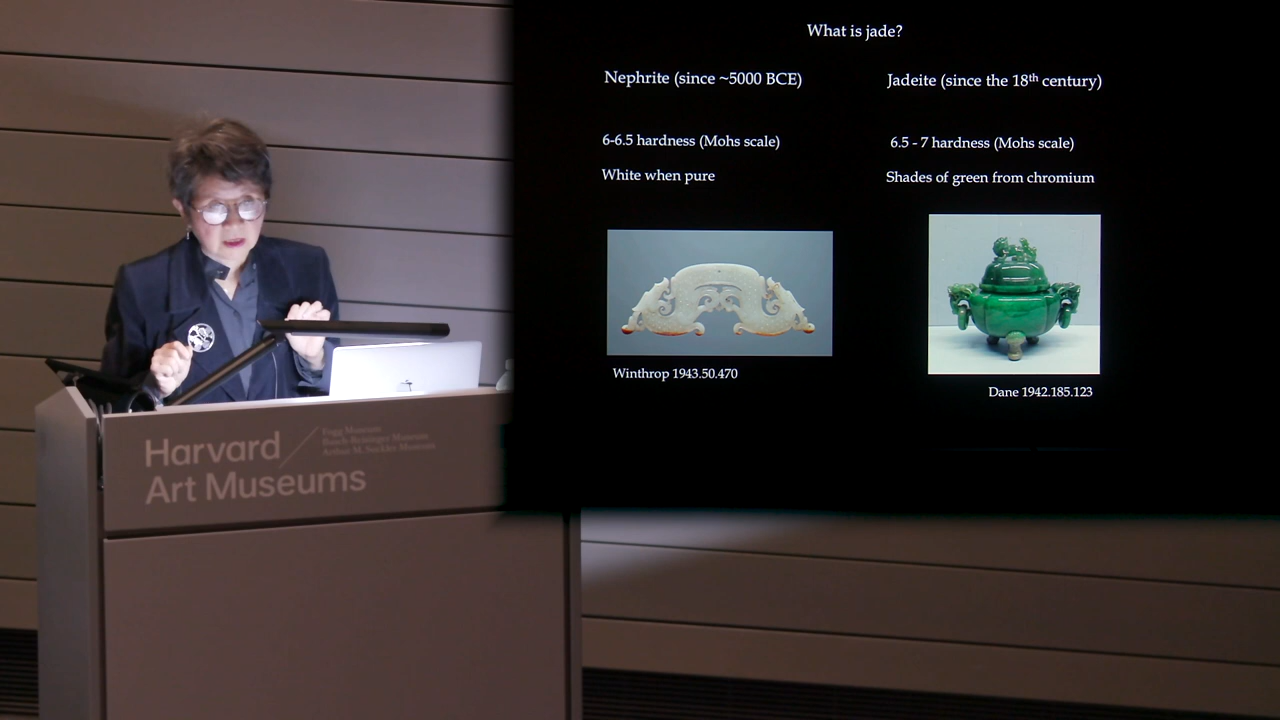 What is jade?
Nephrite (since ~5000 BCE)
Jadeite (since the 18th century)
6-6.5 hardness (Mohs scale)
6.5 - 7 hardness (Mohs scale)
White when pure
Shades of green from chromium
Winthrop 1943.50.470
Dane 1942.185.123
Harvard
Art Museums
Fogg Museum
Busch-Reisinger Museum
Arthur M. Sackler Museum